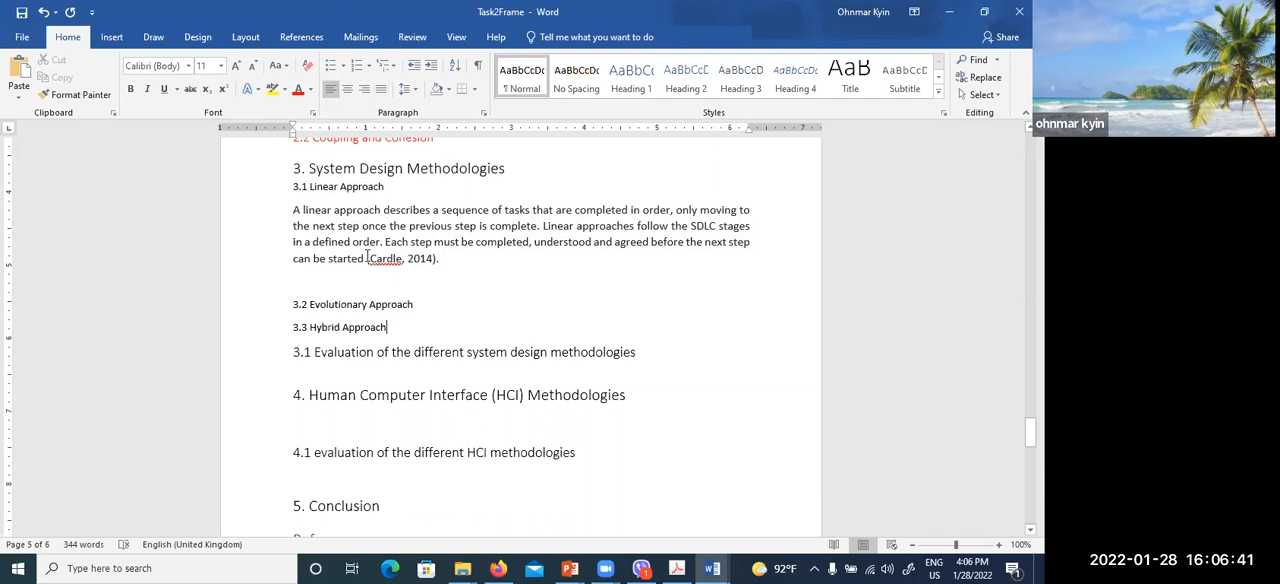 Task2Frame - Word
Ohnmar Kyin
File Home Insert Draw Design Layout References Mailings Review View Help Tell me what you want to do Share
Paste
Cut
Copy
Format Painter
Clipboard
Calibri (Body) 11
Font
Paragraph
AaBbCcDc AaBbCcDc AaBbC AaBbCcE AaBbCcD AaBbCcDc AaB AaBbCcE
¶ Normal No Spacing Heading 1 Heading 2 Heading 3 Heading 4 Title Subtitle
Styles
Find
Replace
Select
Editing
ohnmar kyin
2.2 Coupling and Cohesion
3. System Design Methodologies
3.1 Linear Approach
A linear approach describes a sequence of tasks that are completed in order, only moving to
the next step once the previous step is complete. Linear approaches follow the SDLC stages
in a defined order. Each step must be completed, understood and agreed before the next step
can be started.(Cardle, 2014).
3.2 Evolutionary Approach
3.3 Hybrid Approach
3.1 Evaluation of the different system design methodologies
4. Human Computer Interface (HCI) Methodologies
4.1 evaluation of the different HCI methodologies
5. Conclusion
Page 5 of 6 344 words English (United Kingdom) 100%
Type here to search
92°F
ENG
US
4:06 PM
1/28/2022
2022-01-28 16:06:41